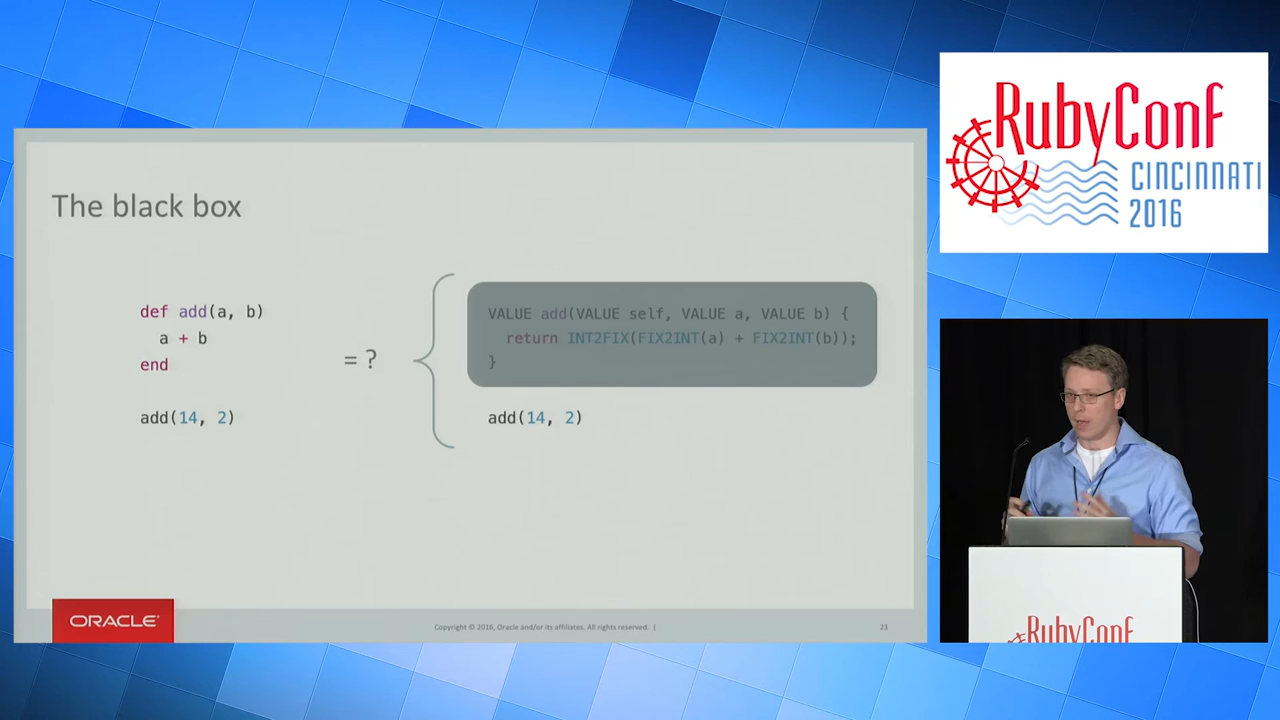 The black box
def add(a, b)
a + b
end
add(14, 2)
= ?
VALUE add(VALUE self, VALUE a, VALUE b) {
return INT2FIX(FIX2INT(a) + FIX2INT(b));
}
add(14, 2)
ORACLE®
Copyright © 2016, Oracle and/or its affiliates. All rights reserved. |
23
RubyConf
CINCINNATI
2016
RubyConf